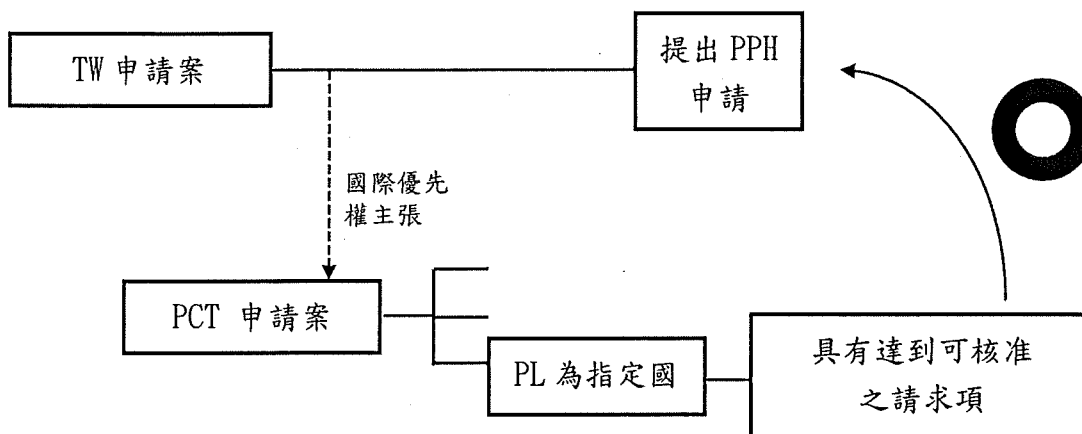 TW 申請案
提出 PPH
申請
國際優先
權主張
PCT 申請案
PL 為指定國
具有達到可核准
之請求項